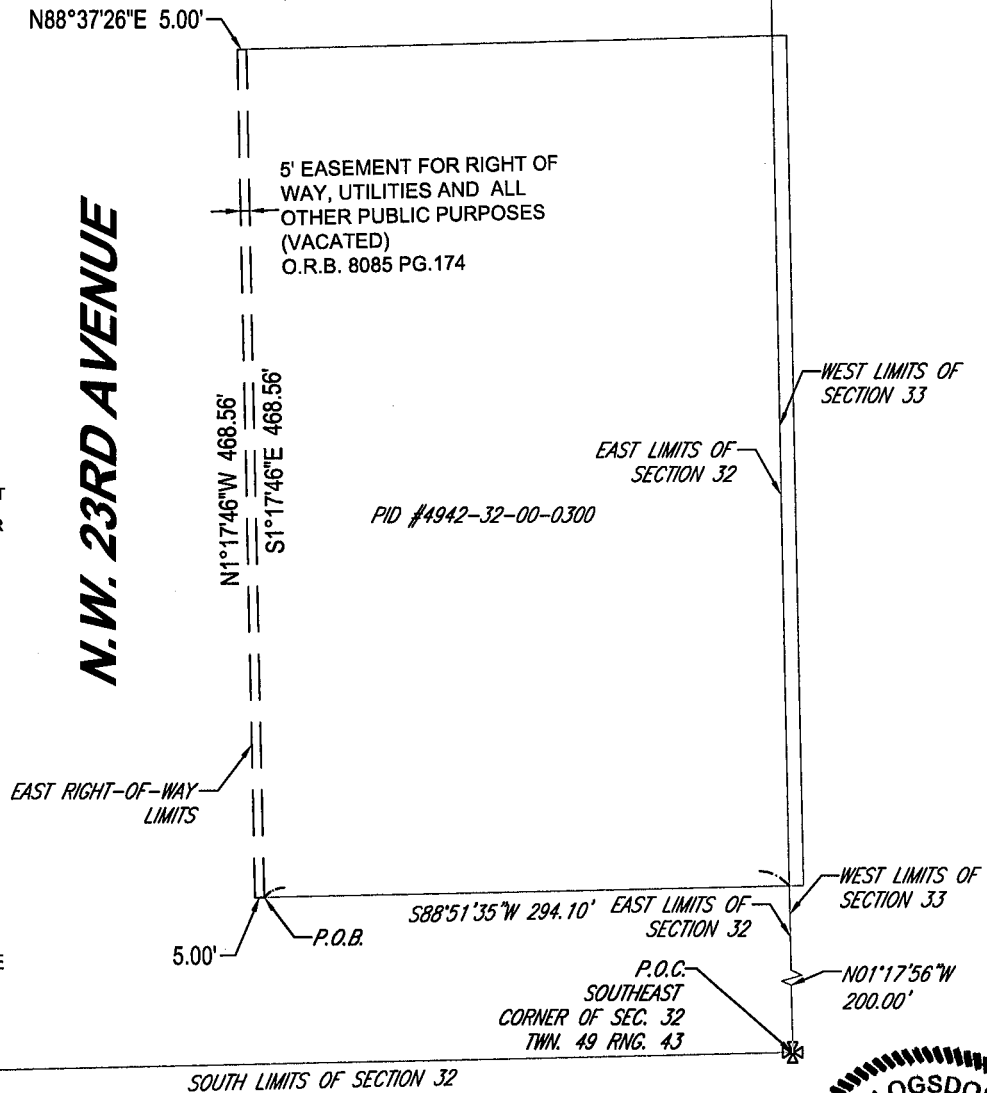 N88°37'26"E 5.00'
5' EASEMENT FOR RIGHT OF
WAY, UTILITIES AND ALL
OTHER PUBLIC PURPOSES
(VACATED)
O.R.B. 8085 PG.174
N.W. 23RD AVENUE
WEST LIMITS OF
SECTION 33
EAST LIMITS OF
SECTION 32
N1°17'46"W 468.56'
S1°17'46"E 468.56'
PID #4942-32-00-0300
EAST RIGHT-OF-WAY
LIMITS
WEST LIMITS OF
SECTION 33
S88°51'35"W 294.10'
EAST LIMITS OF
SECTION 32
P.O.B.
5.00'
P.O.C.
SOUTHEAST
CORNER OF SEC. 32
TWN. 49 RNG. 43
N01°17'56"W
200.00'
SOUTH LIMITS OF SECTION 32